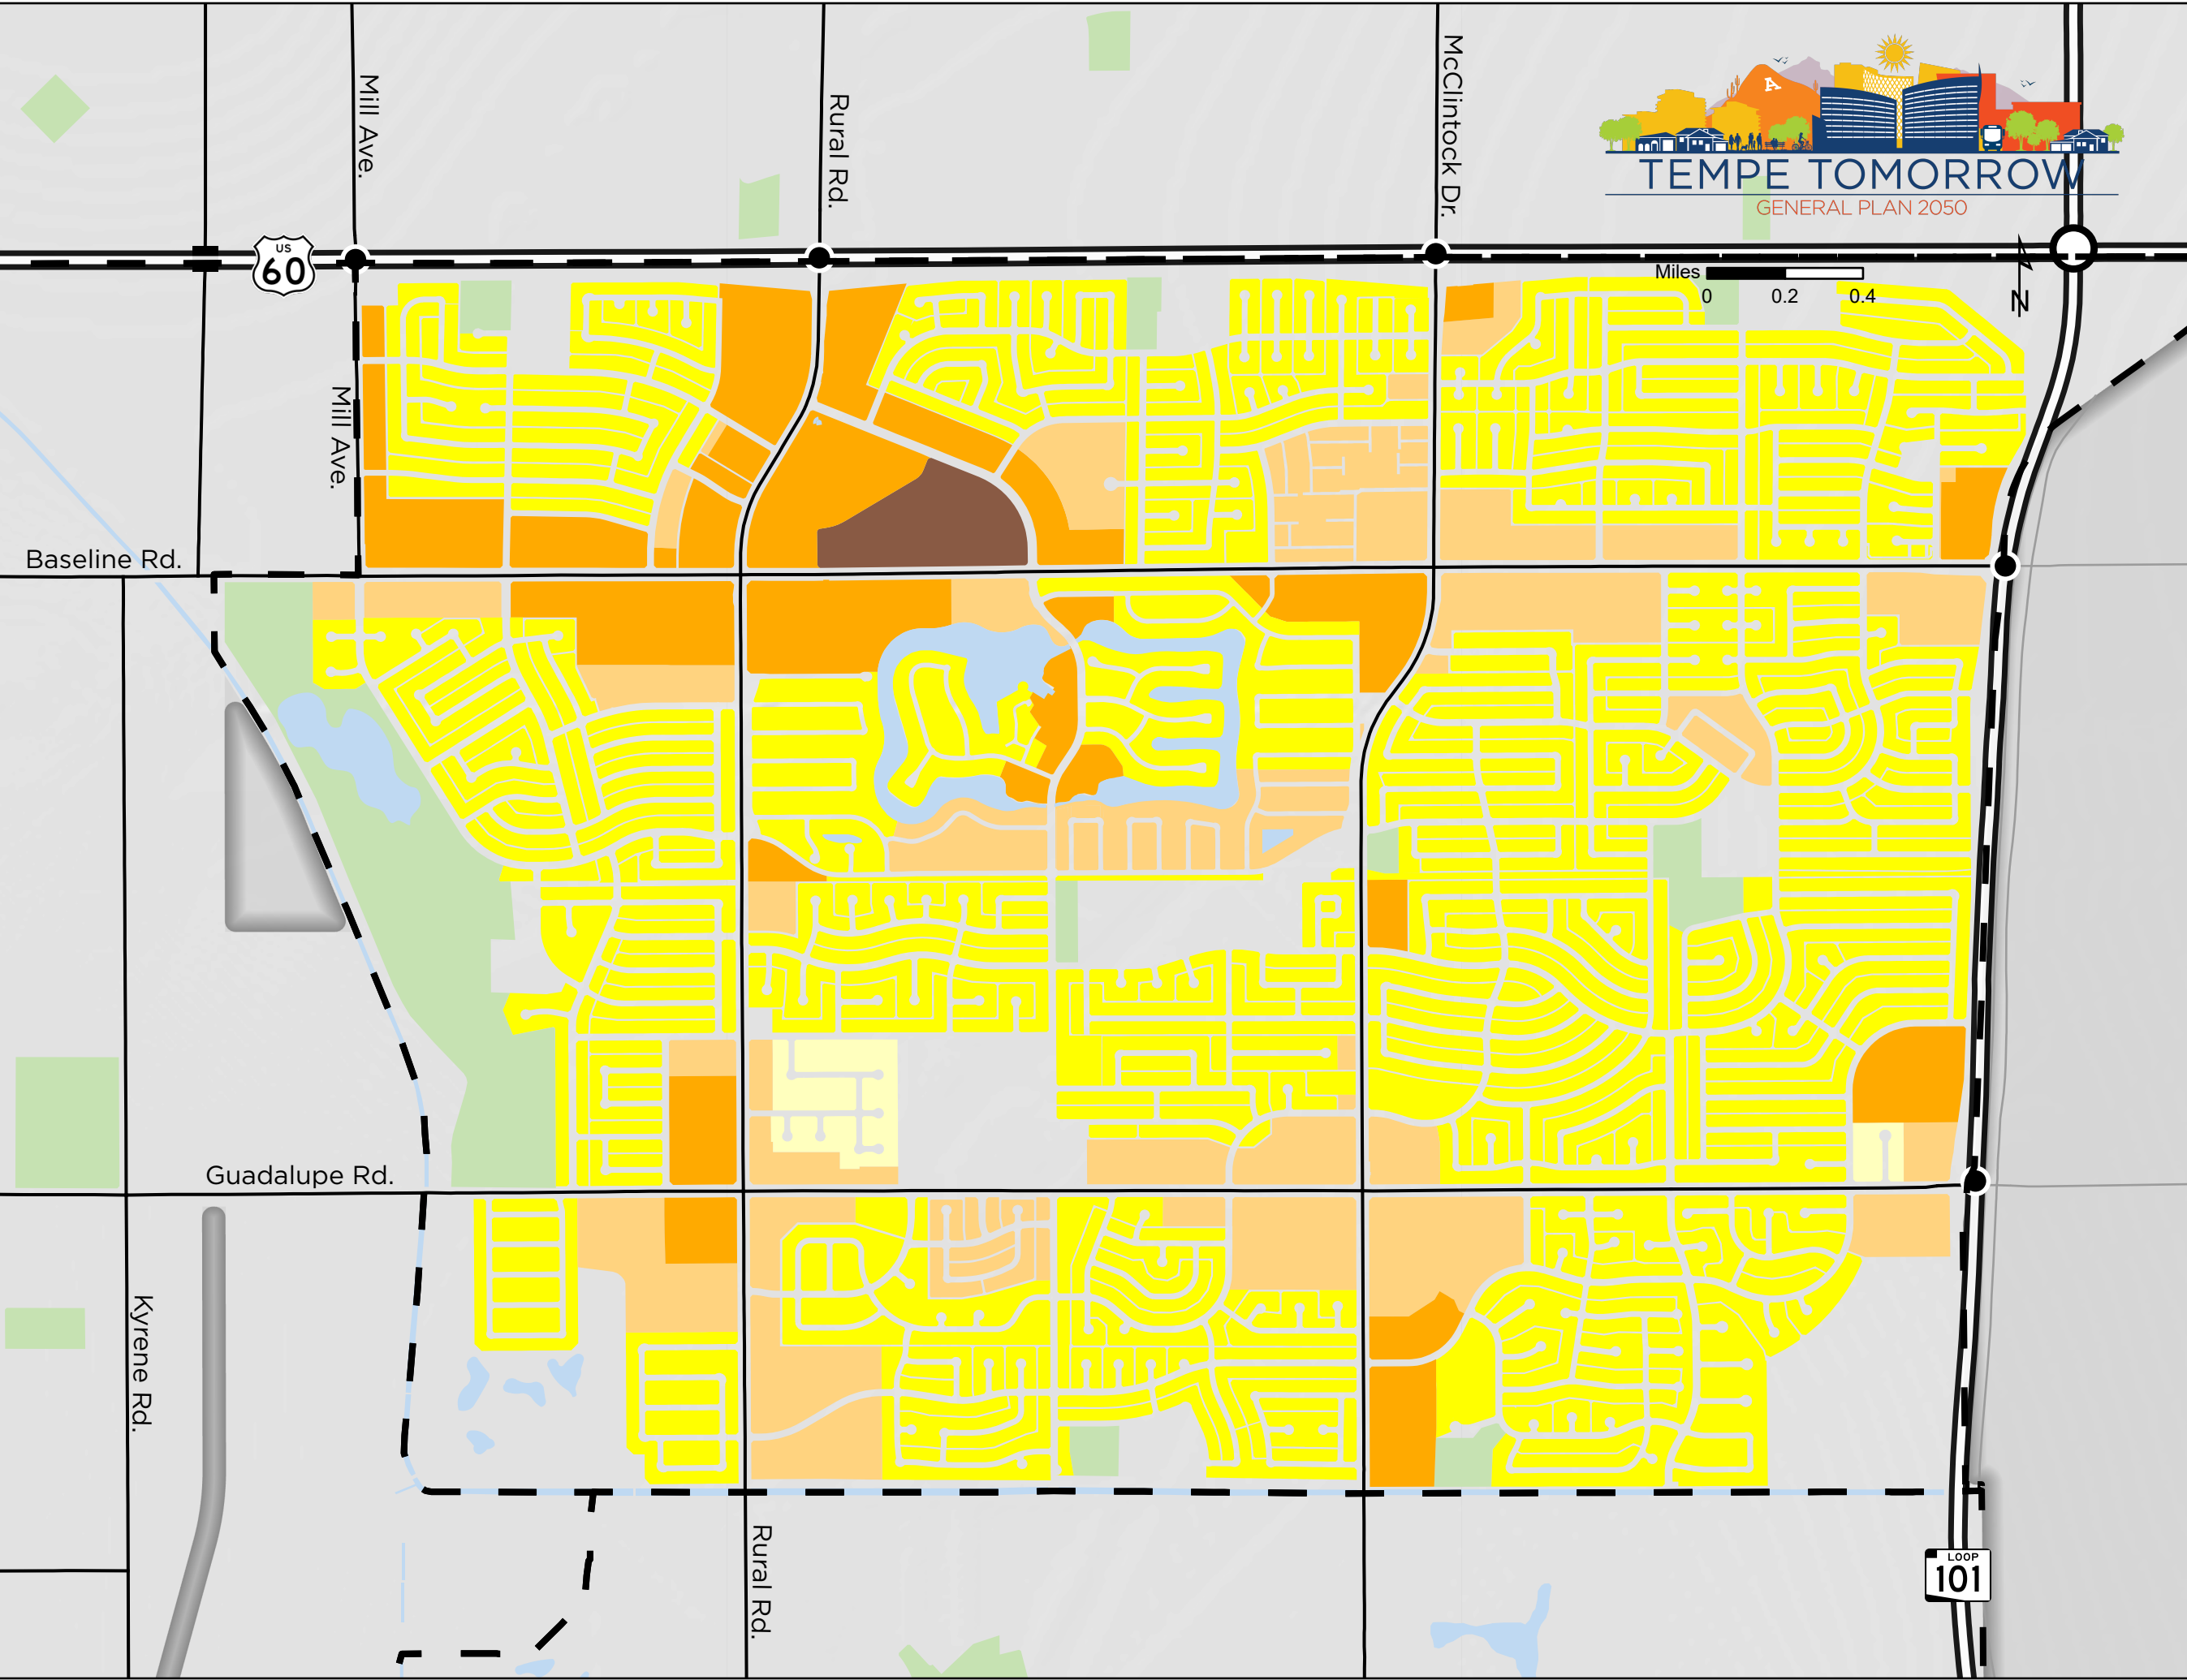 Mill Ave.
Rural Rd.
McClintock Dr.
A
TEMPE TOMORROW
GENERAL PLAN 2050
US
60
Miles
0 0.2 0.4
N
Mill Ave.
Baseline Rd.
Guadalupe Rd.
Kyrene Rd.
Rural Rd.
LOOP
101